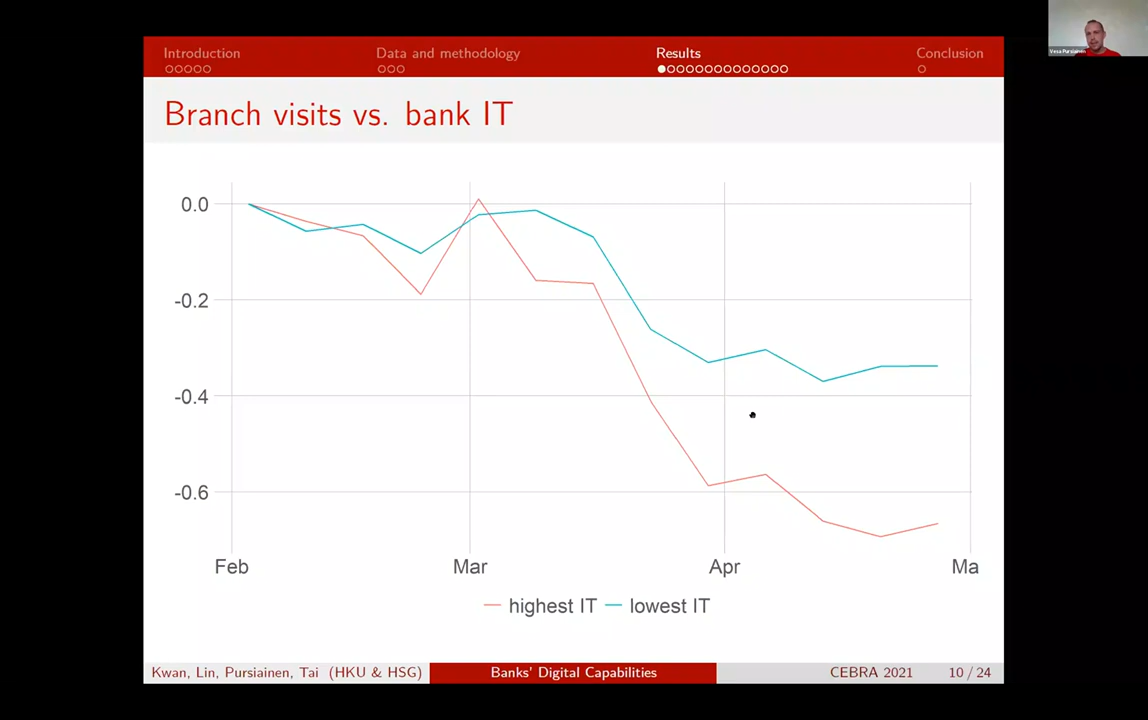 Introduction Data and methodology Results Conclusion
Branch visits vs. bank IT
0.0
-0.2
-0.4
-0.6
Feb Mar Apr Ma
highest IT lowest IT
Kwan, Lin, Pursiainen, Tai (HKU & HSG) Banks' Digital Capabilities CEBRA 2021 10 / 24
Vesa Pursiainen